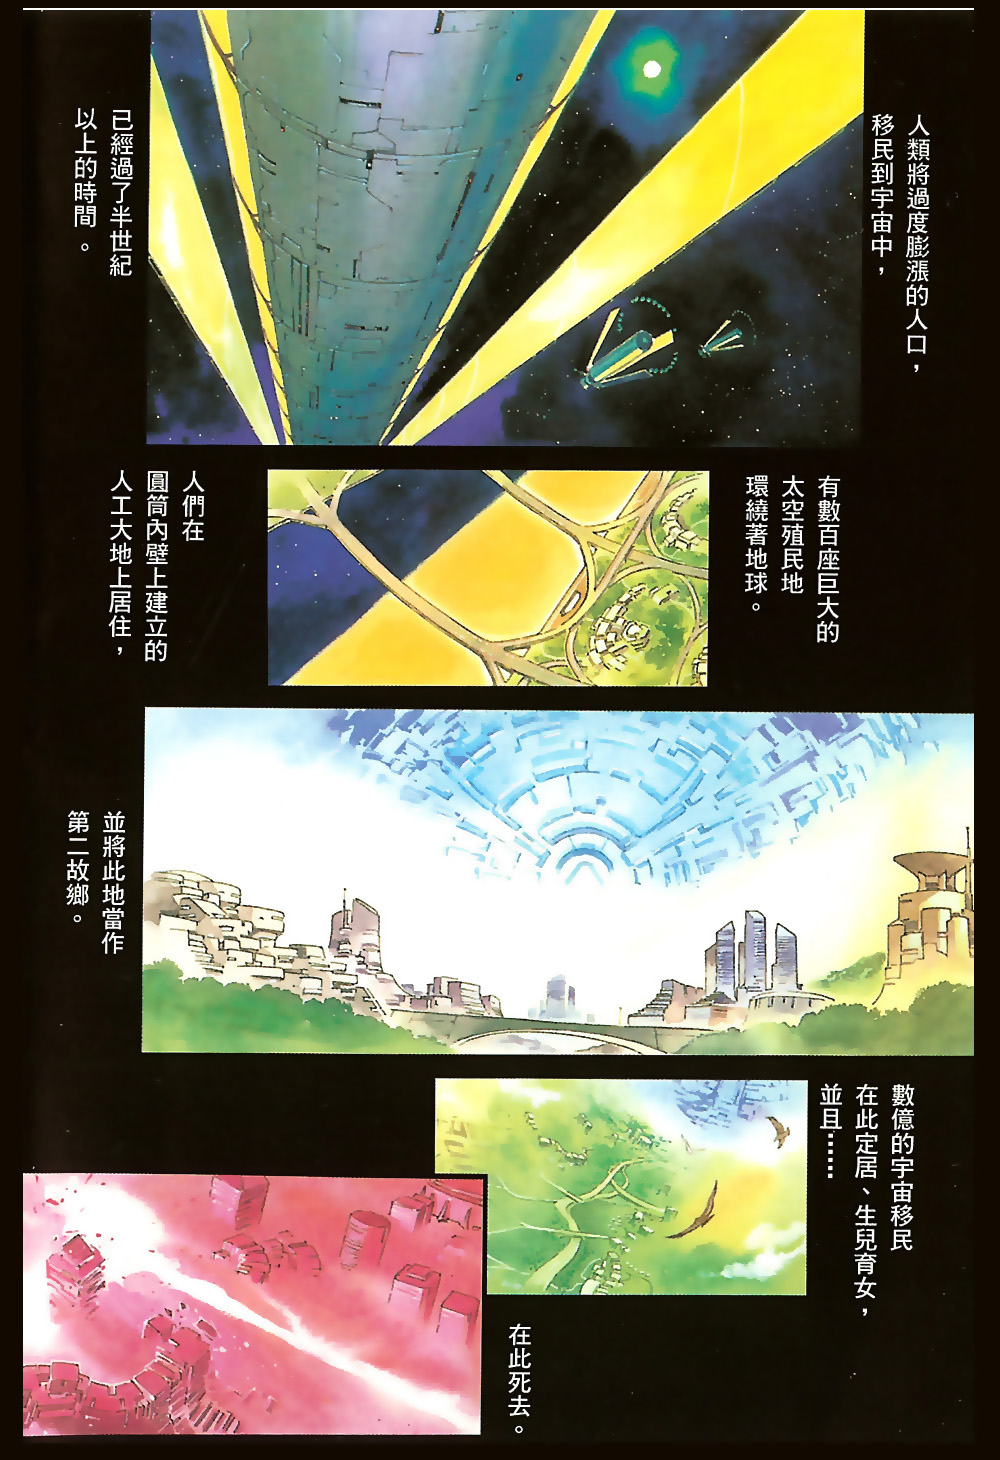 人類將過度膨漲的人口，
移民到宇宙中，
已經過了半世紀
以上的時間。
有數百座巨大的
太空殖民地
環繞著地球。
人們在
圓筒內壁上建立的
人工大地上居住，
並將此地當作
第二故鄉。
數億的宇宙移民
在此定居、生兒育女，
並且……
在此死去。